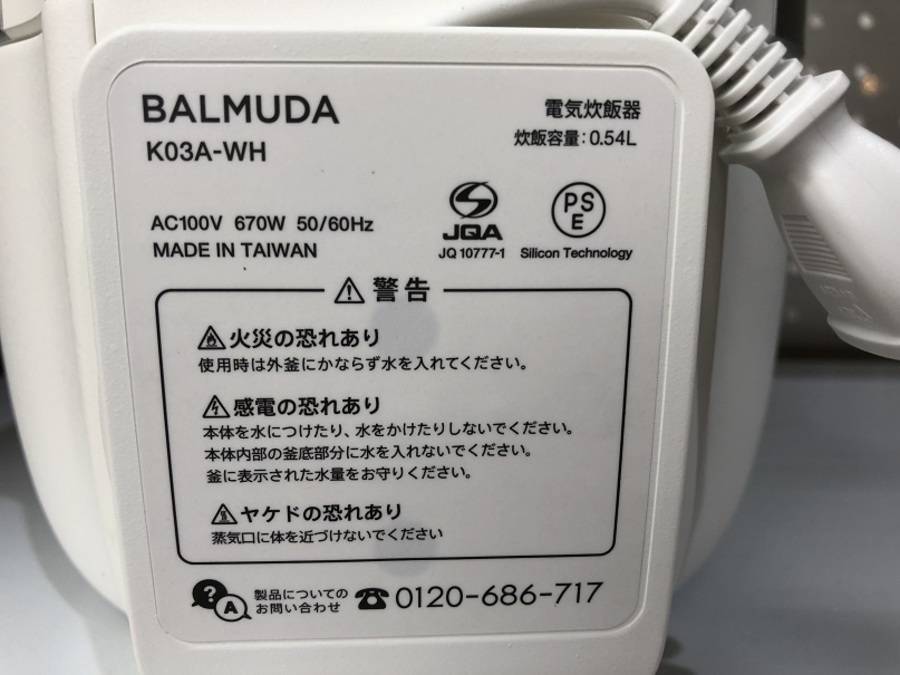 BALMUDA
K03A-WH
電気炊飯器
炊飯容量:0.54L
AC100V 670W 50/60Hz
MADE IN TAIWAN
JQA
JQ 10777-1
PS
E
Silicon Technology
警告
火災の恐れあり
使用時は外釜にかならず水を入れてください。
感電の恐れあり
本体を水につけたり、水をかけたりしないでください。
本体内部の釜底部分に水を入れないでください。
釜に表示された水量をお守りください。
ヤケドの恐れあり
蒸気口に体を近づけないでください
? A
製品についての
お問い合わせ
0120-686-717